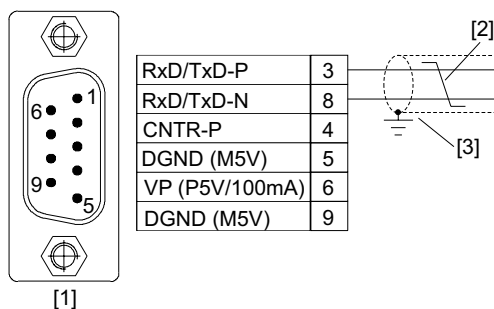 [2]
RxD/TxD-P 3
RxD/TxD-N 8
CNTR-P 4
DGND (M5V) 5
VP (P5V/100mA) 6
DGND (M5V) 9
[3]
1
6
9
5
[1]